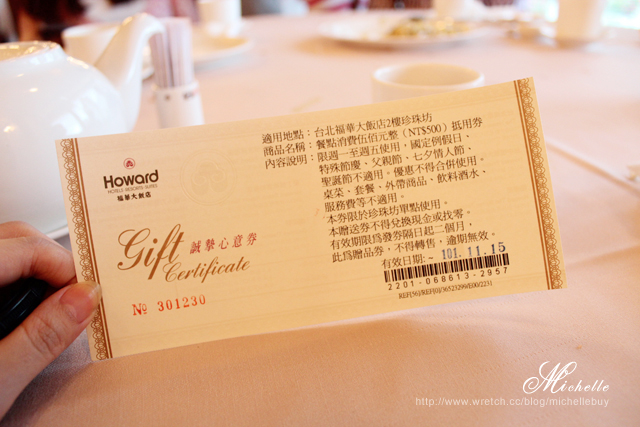 Howard
HOTELS RESORTS SUITES
福華大飯店
Gift
誠摯心意券
Certificate
№ 301230
適用地點：台北福華大飯店2樓珍珠坊
商品名稱：餐點消費伍佰元整（NT$500）抵用券
內容說明：限週一至週五使用，國定例假日、
特殊節慶、父親節、七夕情人節、
聖誕節不適用。優惠不得合併使用。
桌菜、套餐、外帶商品、飲料酒水、
服務費等不適用。
本券限於珍珠坊單點使用。
本贈送券不得兌換現金或找零。
有效期限為發券隔日起二個月，
此為贈品券，不得轉售，逾期無效。
有效日期:~ 101.11.15
2201-068613-2957
REF(56)/REF[0]/36523299/E00/2231
Michelle
http://www.wretch.cc/blog/michellebuy